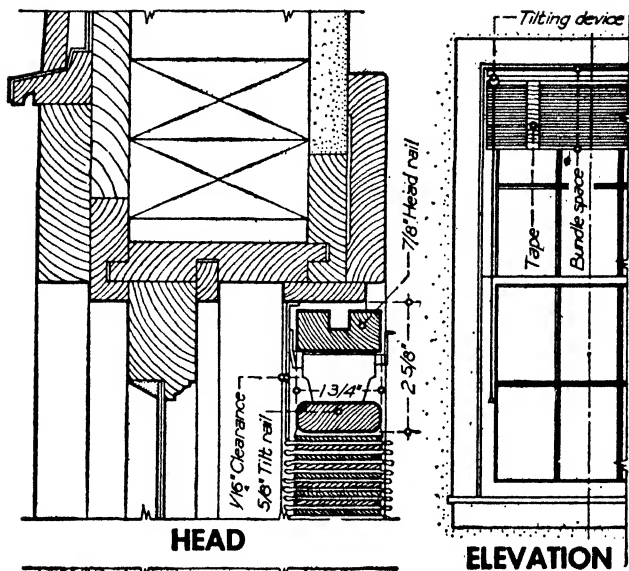 Tilting device
7/8" Head rail
2 5/8"
1 3/4"
1/16" Clearance
5/8" Tilt rail
Tape
Bundle space
HEAD
ELEVATION